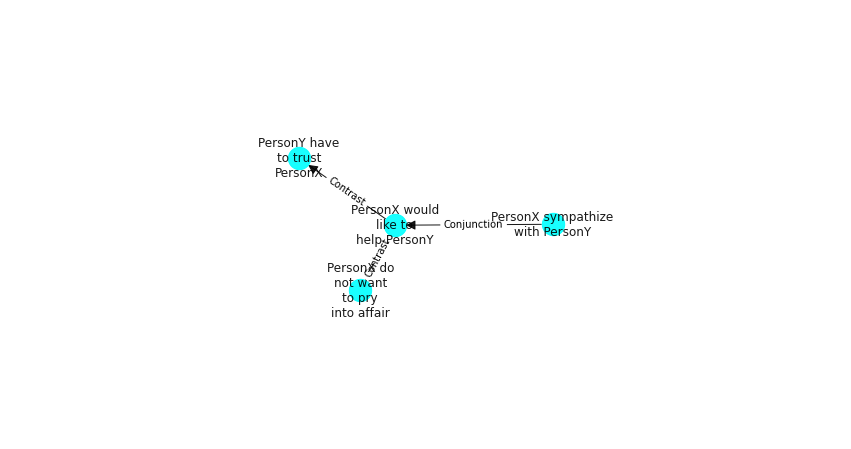 PersonY have
to trust
PersonX
Contrast
PersonX would
like to
help PersonY
Conjunction
PersonX sympathize
with PersonY
Contrast
PersonX do
not want
to pry
into affair